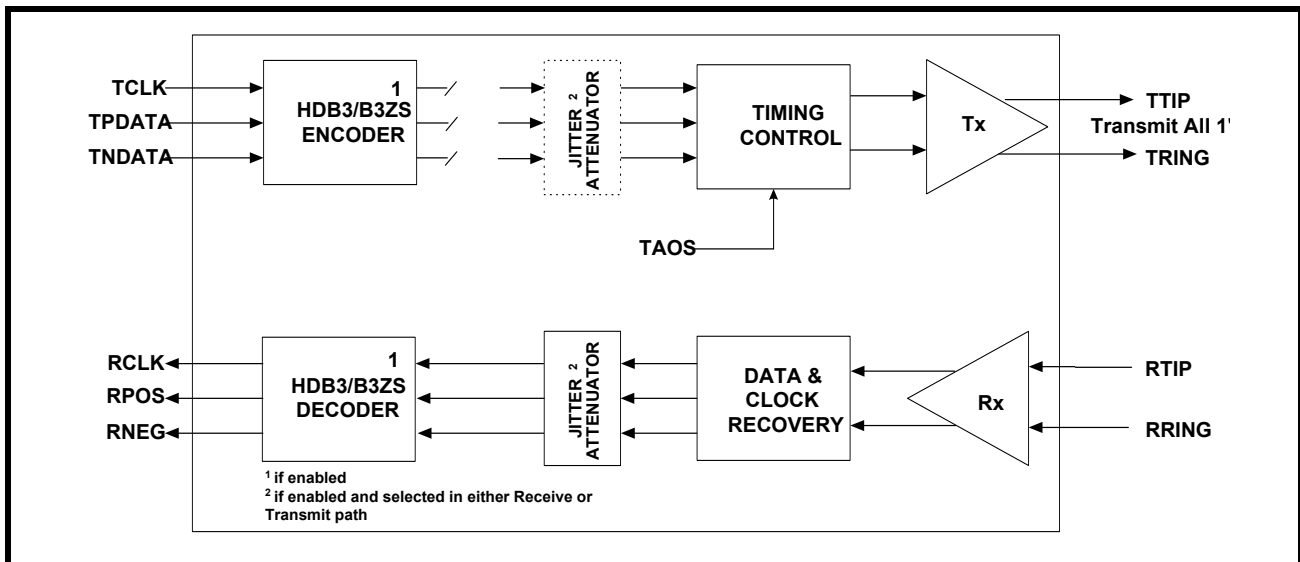 TCLK
TPDATA
TNDATA
1
HDB3/B3ZS
ENCODER
JITTER 2
ATTENUATOR
TIMING
CONTROL
Tx
TTIP
Transmit All 1'
TRING
TAOS
RCLK
RPOS
RNEG
1
HDB3/B3ZS
DECODER
JITTER 2
ATTENUATOR
DATA &
CLOCK
RECOVERY
Rx
RTIP
RRING
1 if enabled
2 if enabled and selected in either Receive or
Transmit path